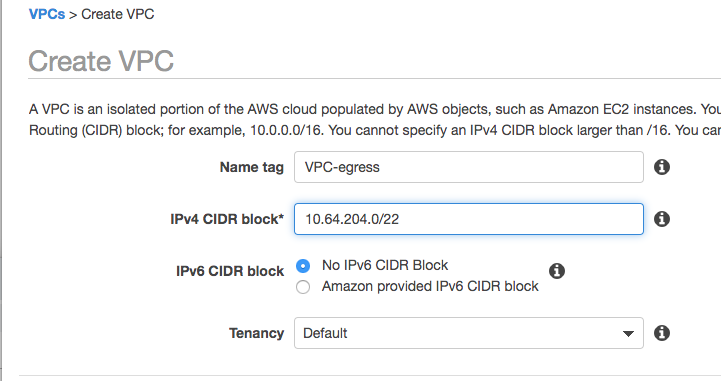 VPCs > Create VPC
Create VPC
A VPC is an isolated portion of the AWS cloud populated by AWS objects, such as Amazon EC2 instances. You
Routing (CIDR) block; for example, 10.0.0.0/16. You cannot specify an IPv4 CIDR block larger than /16. You can
Name tag VPC-egress
IPv4 CIDR block* 10.64.204.0/22
IPv6 CIDR block No IPv6 CIDR Block
Amazon provided IPv6 CIDR block
Tenancy Default